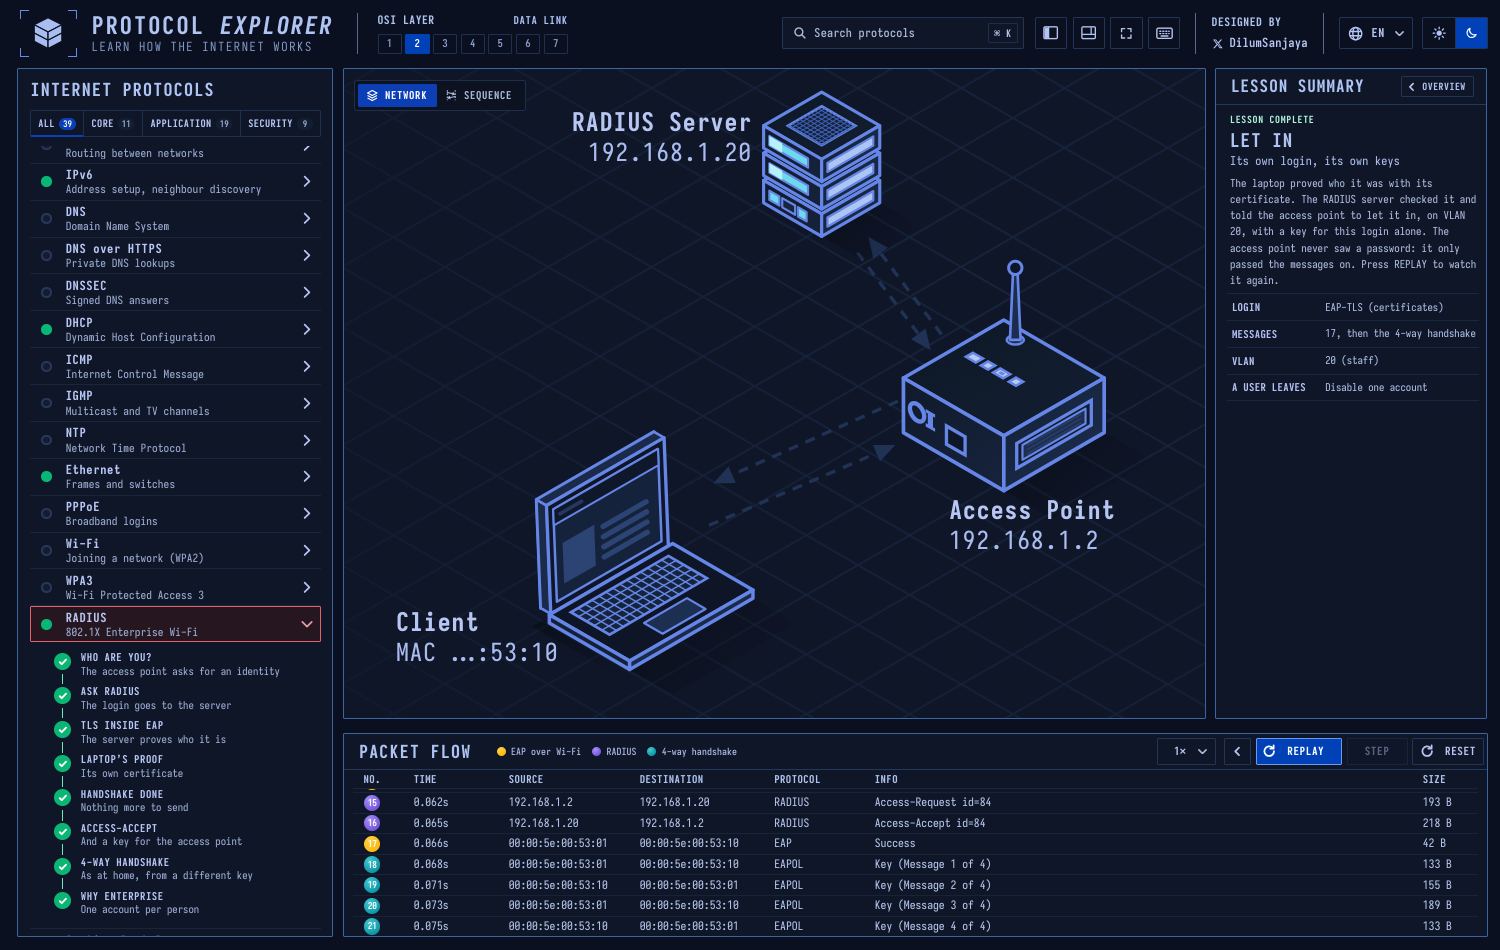 PROTOCOL EXPLORER
LEARN HOW THE INTERNET WORKS
OSI LAYER
DATA LINK
1 2 3 4 5 6 7
Search protocols
⌘ K
DESIGNED BY
X DilumSanjaya
EN
INTERNET PROTOCOLS
ALL 39 CORE 11 APPLICATION 19 SECURITY 9
Routing between networks
IPv6
Address setup, neighbour discovery
DNS
Domain Name System
DNS over HTTPS
Private DNS lookups
DNSSEC
Signed DNS answers
DHCP
Dynamic Host Configuration
ICMP
Internet Control Message
IGMP
Multicast and TV channels
NTP
Network Time Protocol
Ethernet
Frames and switches
PPPoE
Broadband logins
Wi-Fi
Joining a network (WPA2)
WPA3
Wi-Fi Protected Access 3
RADIUS
802.1X Enterprise Wi-Fi
WHO ARE YOU?
The access point asks for an identity
ASK RADIUS
The login goes to the server
TLS INSIDE EAP
The server proves who it is
LAPTOP'S PROOF
Its own certificate
HANDSHAKE DONE
Nothing more to send
ACCESS-ACCEPT
And a key for the access point
4-WAY HANDSHAKE
As at home, from a different key
WHY ENTERPRISE
One account per person
NETWORK SEQUENCE
RADIUS Server
192.168.1.20
Access Point
192.168.1.2
Client
MAC ...:53:10
LESSON SUMMARY
OVERVIEW
LESSON COMPLETE
LET IN
Its own login, its own keys
The laptop proved who it was with its
certificate. The RADIUS server checked it and
told the access point to let it in, on VLAN
20, with a key for this login alone. The
access point never saw a password: it only
passed the messages on. Press REPLAY to watch
it again.
LOGIN EAP-TLS (certificates)
MESSAGES 17, then the 4-way handshake
VLAN 20 (staff)
A USER LEAVES Disable one account
PACKET FLOW
EAP over Wi-Fi RADIUS 4-way handshake
1× REPLAY STEP RESET
NO. TIME SOURCE DESTINATION PROTOCOL INFO SIZE
15 0.062s 192.168.1.2 192.168.1.20 RADIUS Access-Request id=84 193 B
16 0.065s 192.168.1.20 192.168.1.2 RADIUS Access-Accept id=84 218 B
17 0.066s 00:00:5e:00:53:01 00:00:5e:00:53:10 EAP Success 42 B
18 0.068s 00:00:5e:00:53:01 00:00:5e:00:53:10 EAPOL Key (Message 1 of 4) 133 B
19 0.071s 00:00:5e:00:53:10 00:00:5e:00:53:01 EAPOL Key (Message 2 of 4) 155 B
20 0.073s 00:00:5e:00:53:01 00:00:5e:00:53:10 EAPOL Key (Message 3 of 4) 189 B
21 0.075s 00:00:5e:00:53:10 00:00:5e:00:53:01 EAPOL Key (Message 4 of 4) 133 B